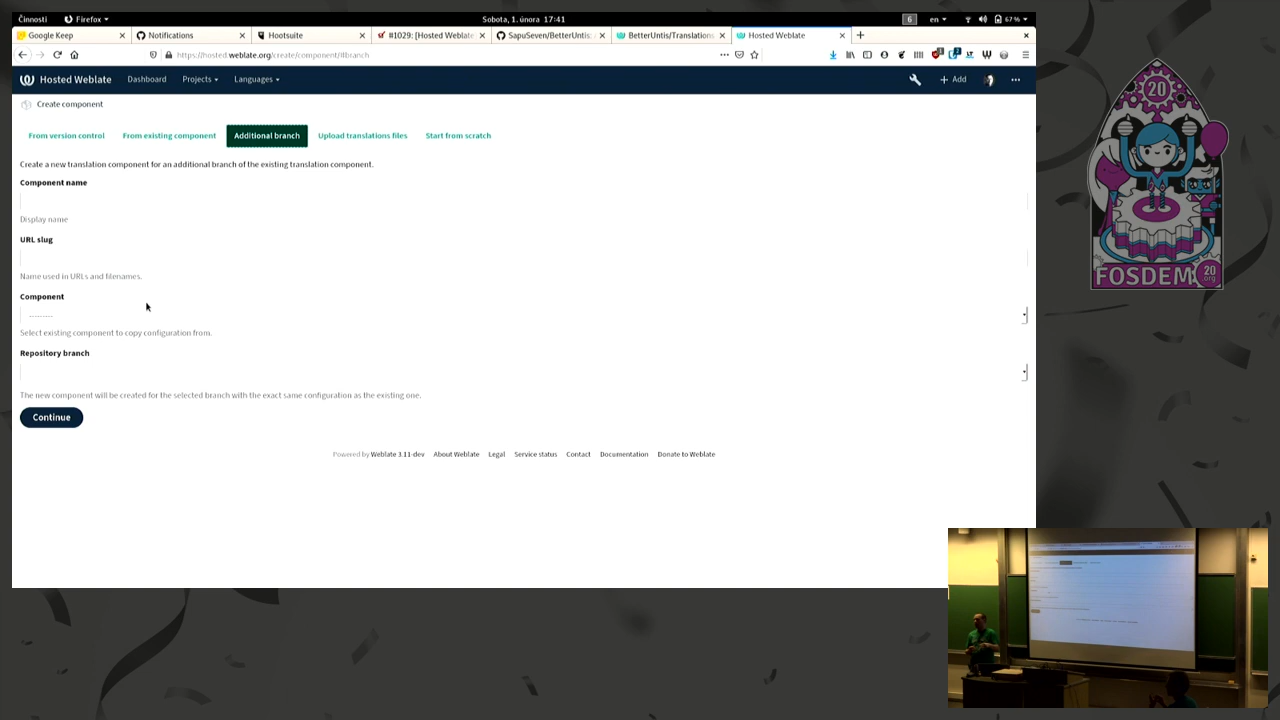 Činnosti Firefox Sobota, 1. února 17:41 6 en 67 %
Google Keep Notifications Hootsuite #1029: [Hosted Weblate SapuSeven/BetterUntis: BetterUntis/Translations Hosted Weblate
https://hosted.weblate.org/create/component/#branch
Hosted Weblate Dashboard Projects Languages Add
Create component
From version control From existing component Additional branch Upload translations files Start from scratch
Create a new translation component for an additional branch of the existing translation component.
Component name
Display name
URL slug
Name used in URLs and filenames.
Component
---------
Select existing component to copy configuration from.
Repository branch
The new component will be created for the selected branch with the exact same configuration as the existing one.
Continue
Powered by Weblate 3.11-dev About Weblate Legal Service status Contact Documentation Donate to Weblate
20
FOSDEM 20
.org